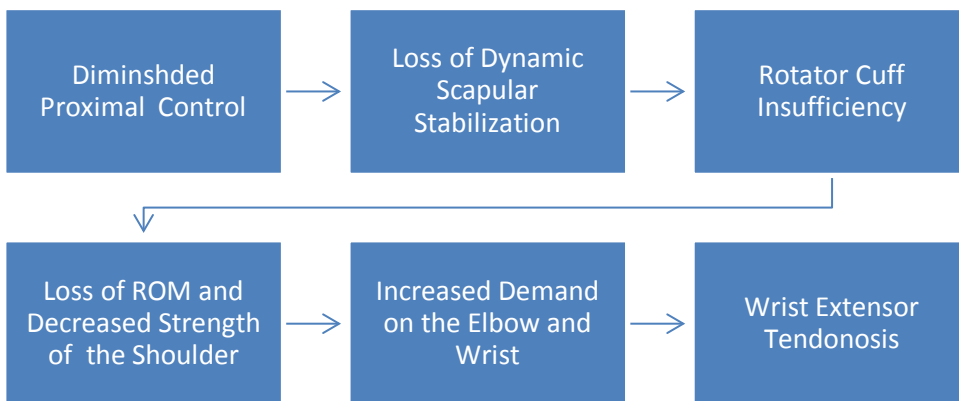 Diminshded
Proximal Control
Loss of Dynamic
Scapular
Stabilization
Rotator Cuff
Insufficiency
Loss of ROM and
Decreased Strength
of the Shoulder
Increased Demand
on the Elbow and
Wrist
Wrist Extensor
Tendonosis